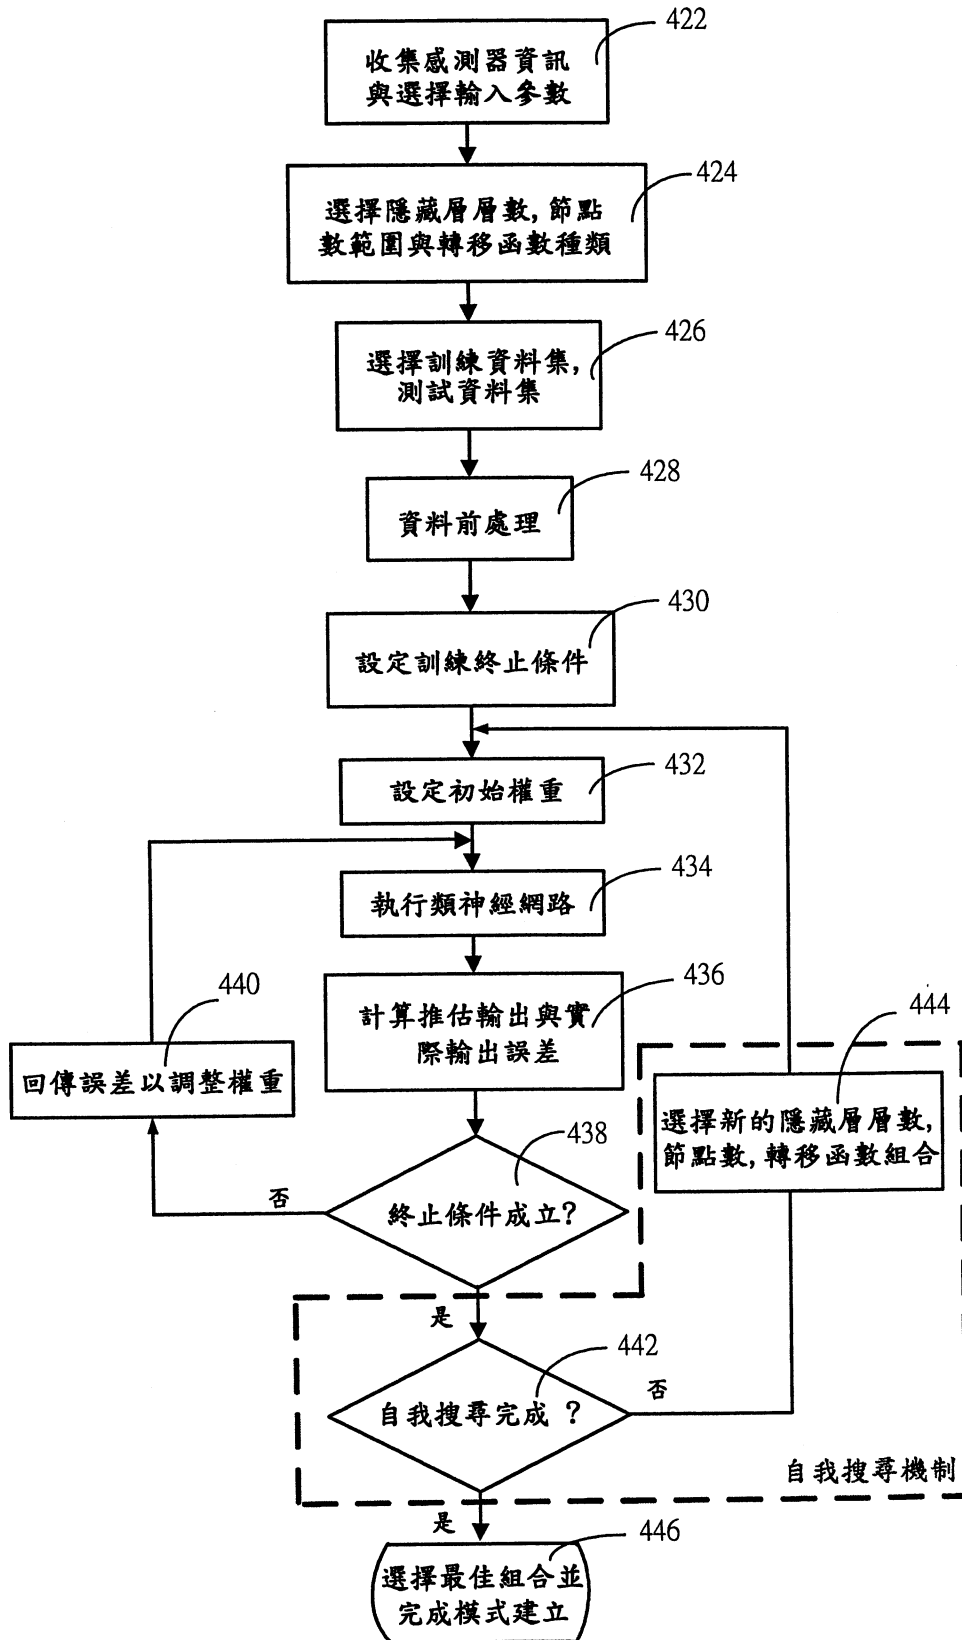 422
收集感測器資訊
與選擇輸入參數
424
選擇隱藏層層數,節點
數範圍與轉移函數種類
426
選擇訓練資料集,
測試資料集
428
資料前處理
430
設定訓練終止條件
432
設定初始權重
434
執行類神經網路
436
計算推估輸出與實
際輸出誤差
440
回傳誤差以調整權重
444
選擇新的隱藏層層數,
節點數,轉移函數組合
438
終止條件成立?
否
是
442
自我搜尋完成 ?
否
自我搜尋機制
是
446
選擇最佳組合並
完成模式建立